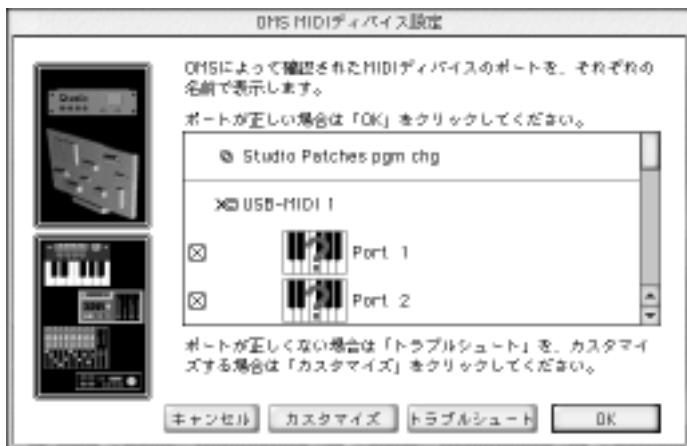 OMS MIDIディバイス設定
OMSによって確認されたMIDIディバイスのポートを、それぞれの
名前で表示します。
ポートが正しい場合は「OK」をクリックしてください。
Studio Patches pgm chg
USB-MIDI 1
Port 1
Port 2
ポートが正しくない場合は「トラブルシュート」を、カスタマイ
ズする場合は「カスタマイズ」をクリックしてください。
キャンセル カスタマイズ トラブルシュート OK